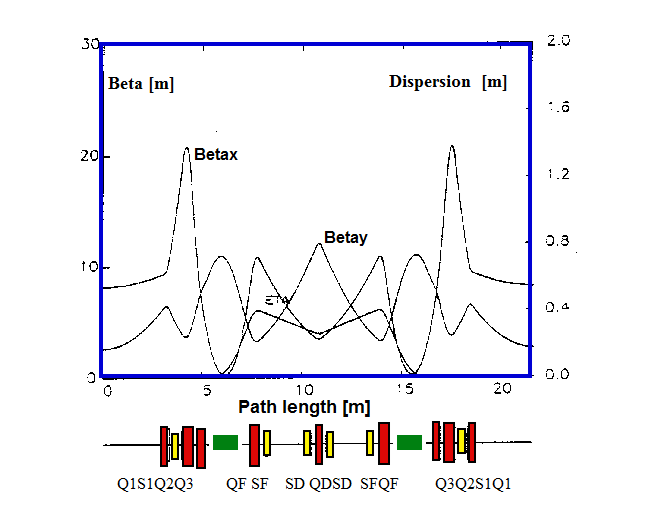 30
2.0
Beta [m]
Dispersion [m]
1.6
20
Betax
1.2
Betay
0.8
10
ETA
0.4
0
0.0
0
5
10
15
20
Path length [m]
Q1S1Q2Q3 QF SF SD QDSD SFQF Q3Q2S1Q1